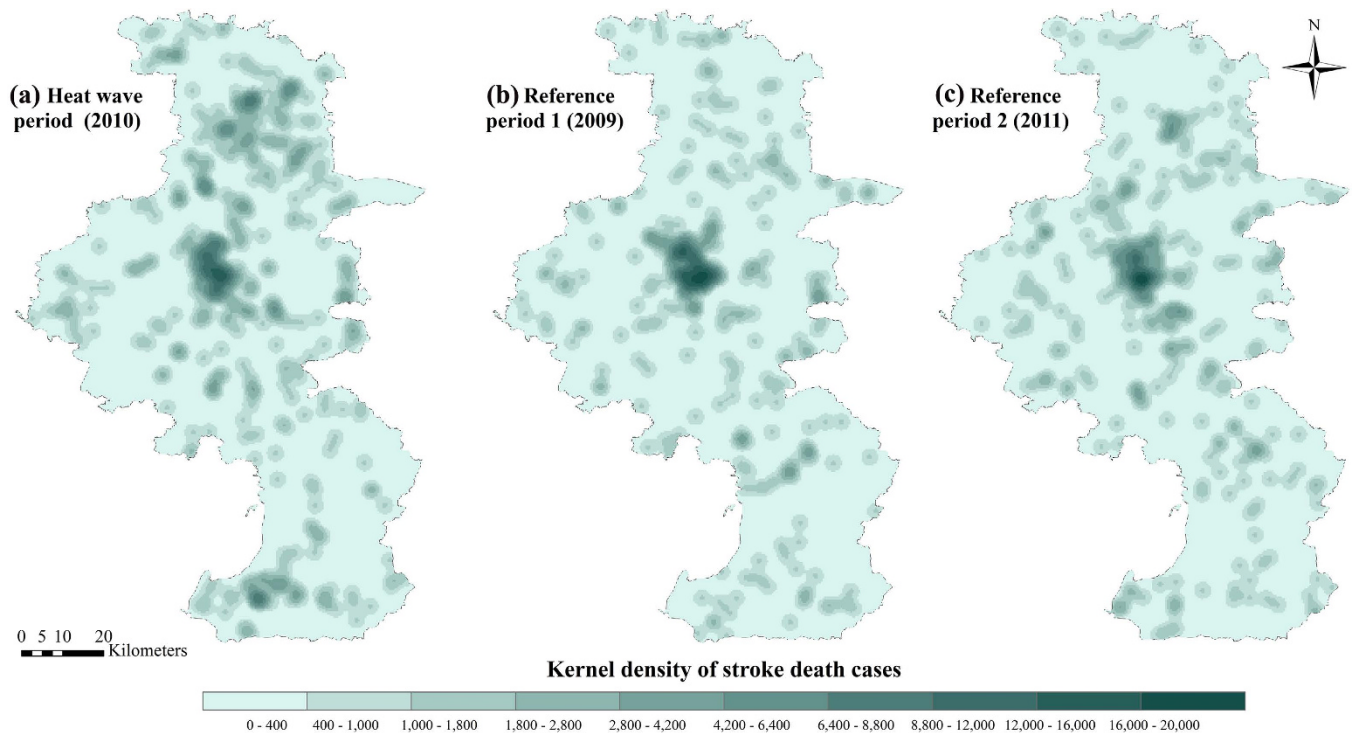 N
(a) Heat wave
period (2010)
(b) Reference
period 1 (2009)
(c) Reference
period 2 (2011)
0 5 10 20
Kilometers
Kernel density of stroke death cases
0 - 400 400 - 1,000 1,000 - 1,800 1,800 - 2,800 2,800 - 4,200 4,200 - 6,400 6,400 - 8,800 8,800 - 12,000 12,000 - 16,000 16,000 - 20,000